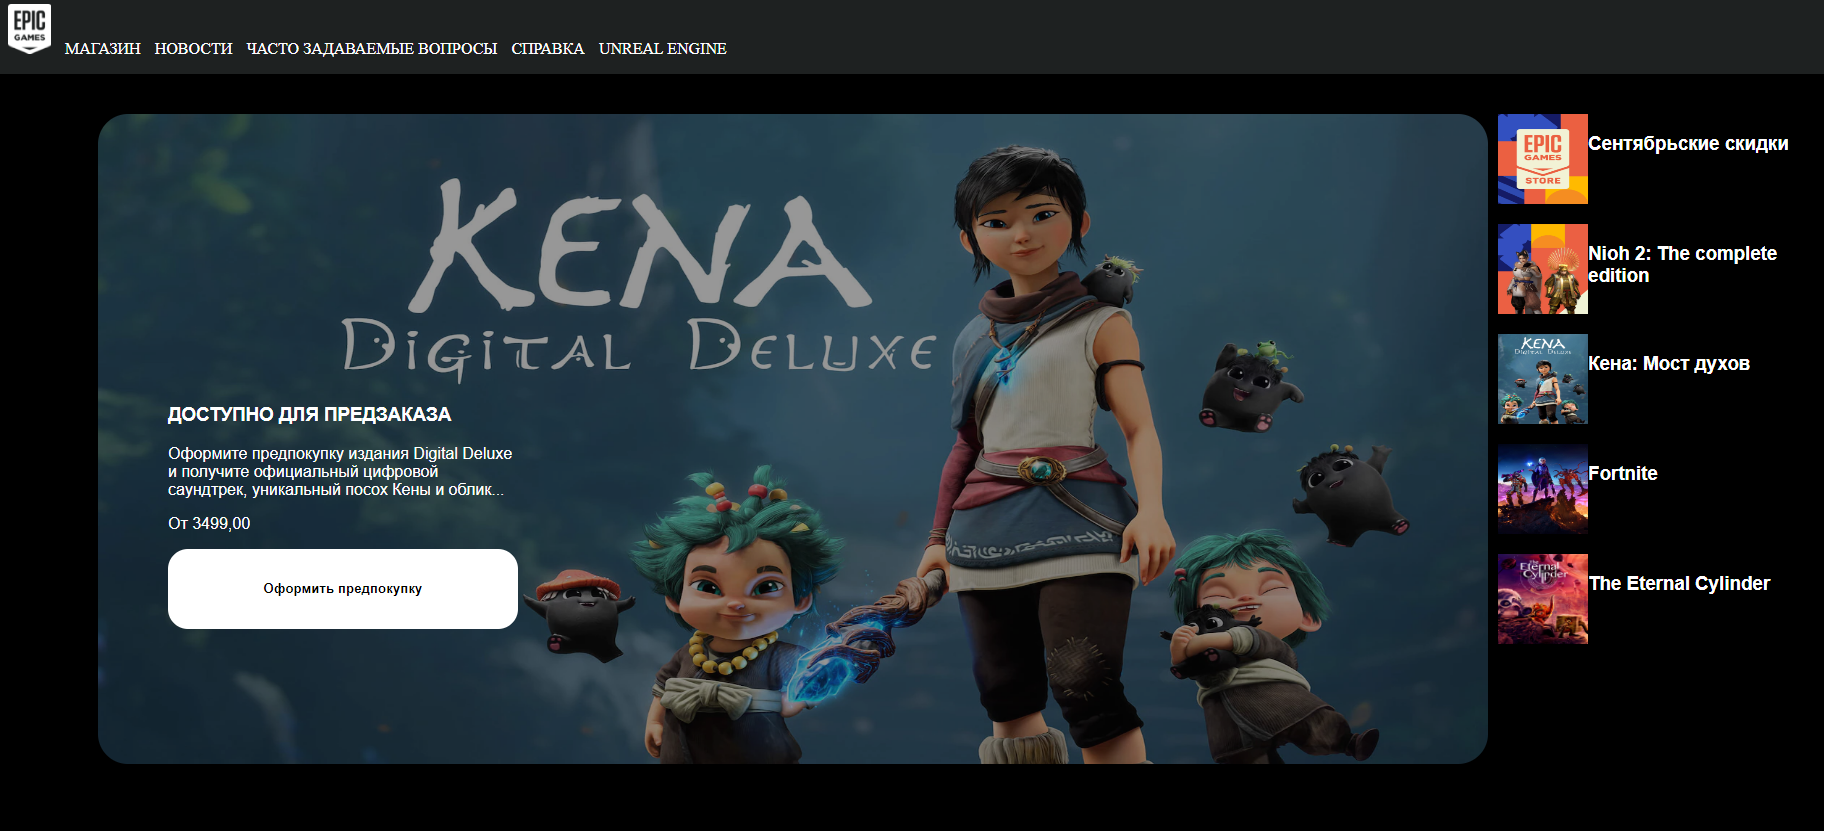 EPIC
GAMES
МАГАЗИН НОВОСТИ ЧАСТО ЗАДАВАЕМЫЕ ВОПРОСЫ СПРАВКА UNREAL ENGINE
KENA
DIGITAL DELUXE
ДОСТУПНО ДЛЯ ПРЕДЗАКАЗА
Оформите предпокупку издания Digital Deluxe
и получите официальный цифровой
саундтрек, уникальный посох Кены и облик...
От 3499,00
Оформить предпокупку
EPIC
GAMES
STORE
Сентябрьские скидки
Nioh 2: The complete
edition
KENA
DIGITAL DELUXE
Кена: Мост духов
Fortnite
The Eternal
Cylinder
The Eternal Cylinder